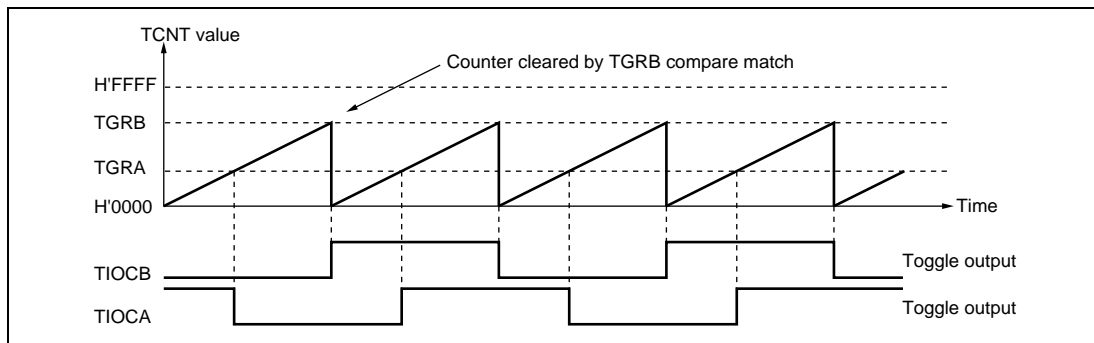 TCNT value
Counter cleared by TGRB compare match
H'FFFF
TGRB
TGRA
H'0000
Time
TIOCB
Toggle output
TIOCA
Toggle output